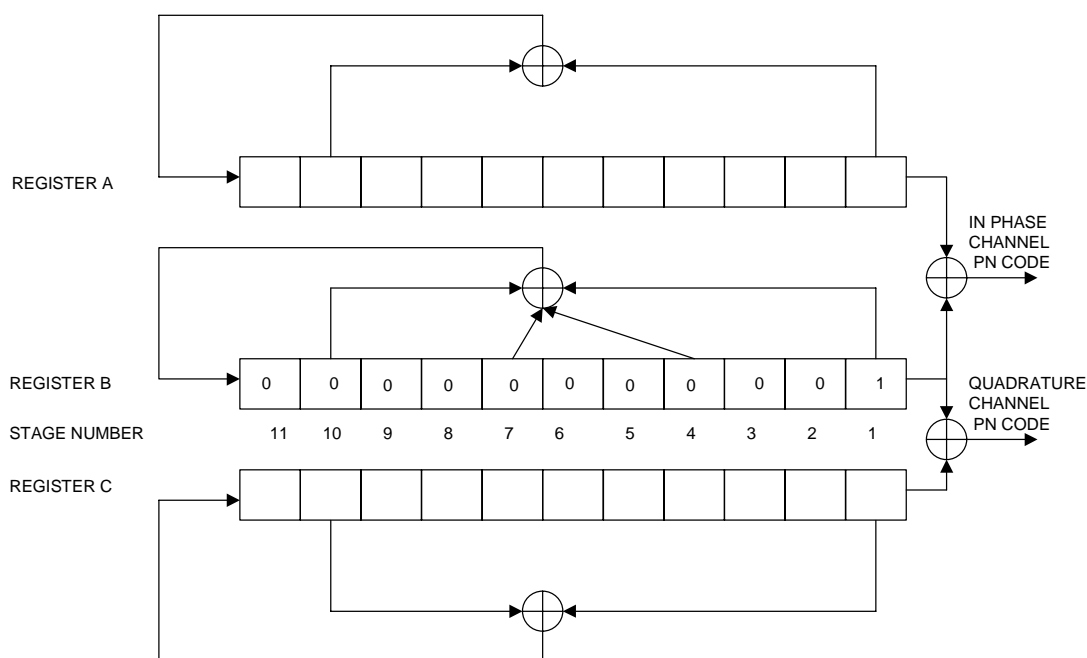 REGISTER A
IN PHASE
CHANNEL
PN CODE
REGISTER B
0 0 0 0 0 0 0 0 0 0 1
QUADRATURE
CHANNEL
PN CODE
STAGE NUMBER
11 10 9 8 7 6 5 4 3 2 1
REGISTER C